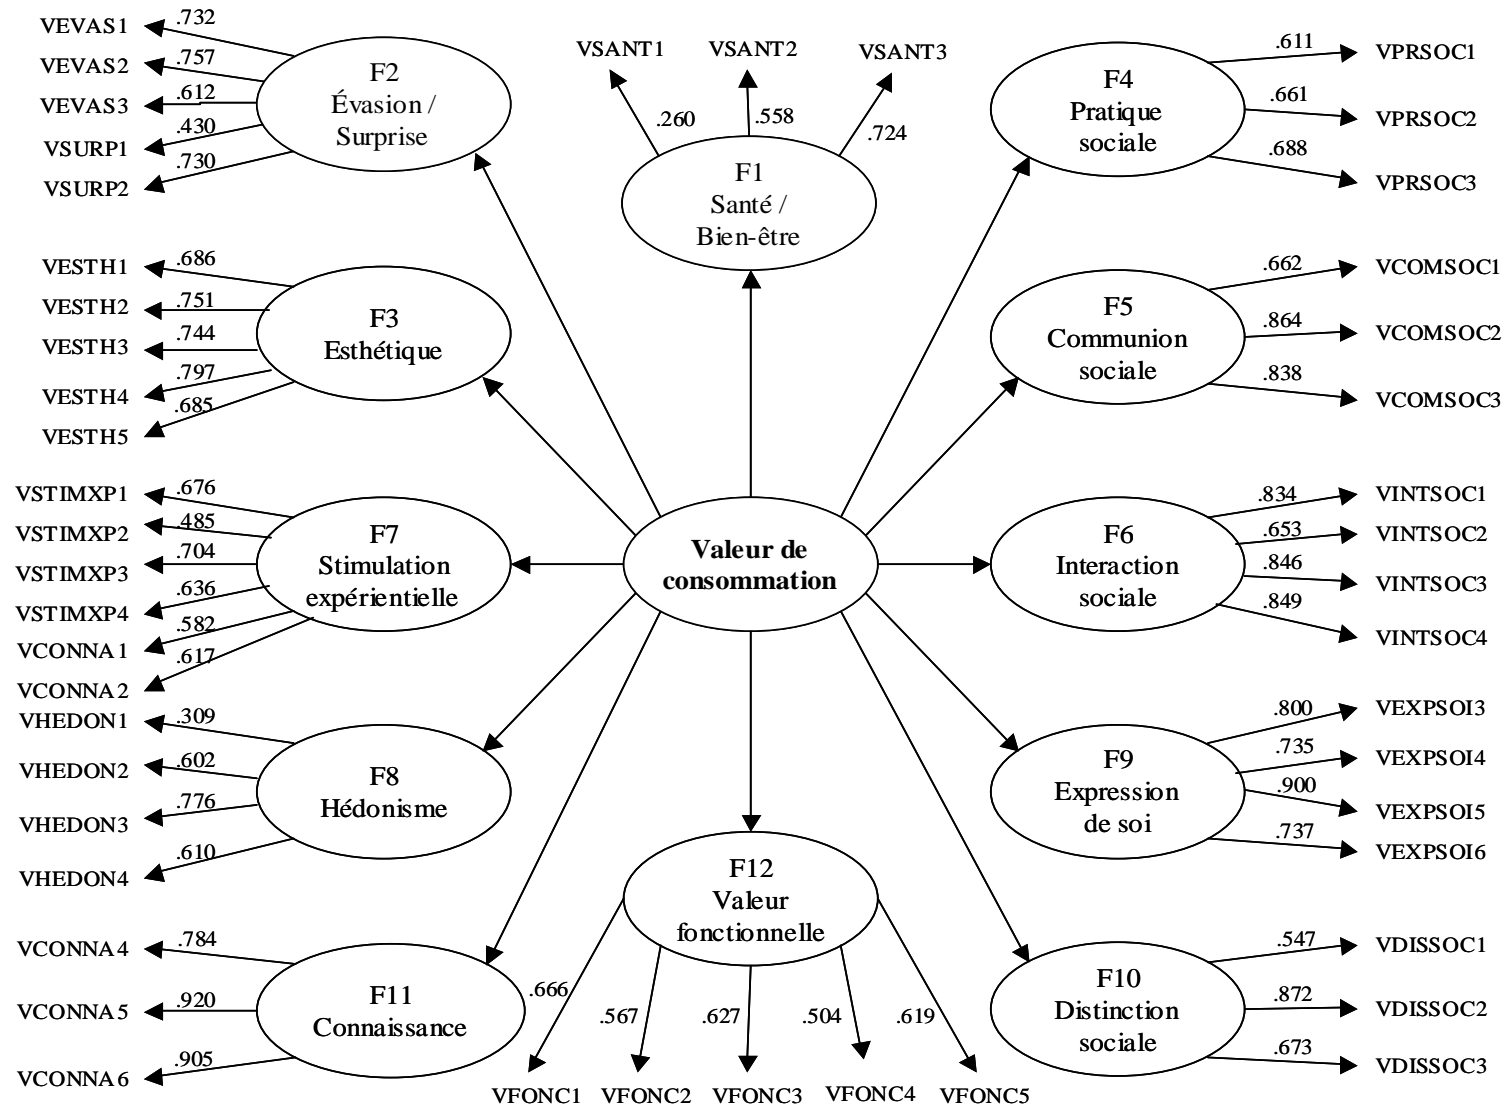 VEVAS1
.732
VEVAS2
.757
VEVAS3
.612
VSURP1
.430
VSURP2
.730
F2
Évasion /
Surprise
VSANT1
VSANT2
VSANT3
.260
.558
.724
F1
Santé /
Bien-être
F4
Pratique
sociale
.611
VPRSOC1
.661
VPRSOC2
.688
VPRSOC3
VESTH1
.686
VESTH2
.751
VESTH3
.744
VESTH4
.797
VESTH5
.685
F3
Esthétique
F5
Communion
sociale
.662
VCOMSOC1
.864
VCOMSOC2
.838
VCOMSOC3
VSTIMXP1
.676
VSTIMXP2
.485
VSTIMXP3
.704
VSTIMXP4
.636
VCONNA1
.582
VCONNA2
.617
F7
Stimulation
expérientielle
Valeur de
consommation
F6
Interaction
sociale
.834
VINTSOC1
.653
VINTSOC2
.846
VINTSOC3
.849
VINTSOC4
VHEDON1
.309
VHEDON2
.602
VHEDON3
.776
VHEDON4
.610
F8
Hédonisme
F9
Expression
de soi
.800
VEXPSOI3
.735
VEXPSOI4
.900
VEXPSOI5
.737
VEXPSOI6
F12
Valeur
fonctionnelle
.666
.567
.627
.504
.619
VFONC1
VFONC2
VFONC3
VFONC4
VFONC5
VCONNA4
.784
VCONNA5
.920
VCONNA6
.905
F11
Connaissance
F10
Distinction
sociale
.547
VDISSOC1
.872
VDISSOC2
.673
VDISSOC3